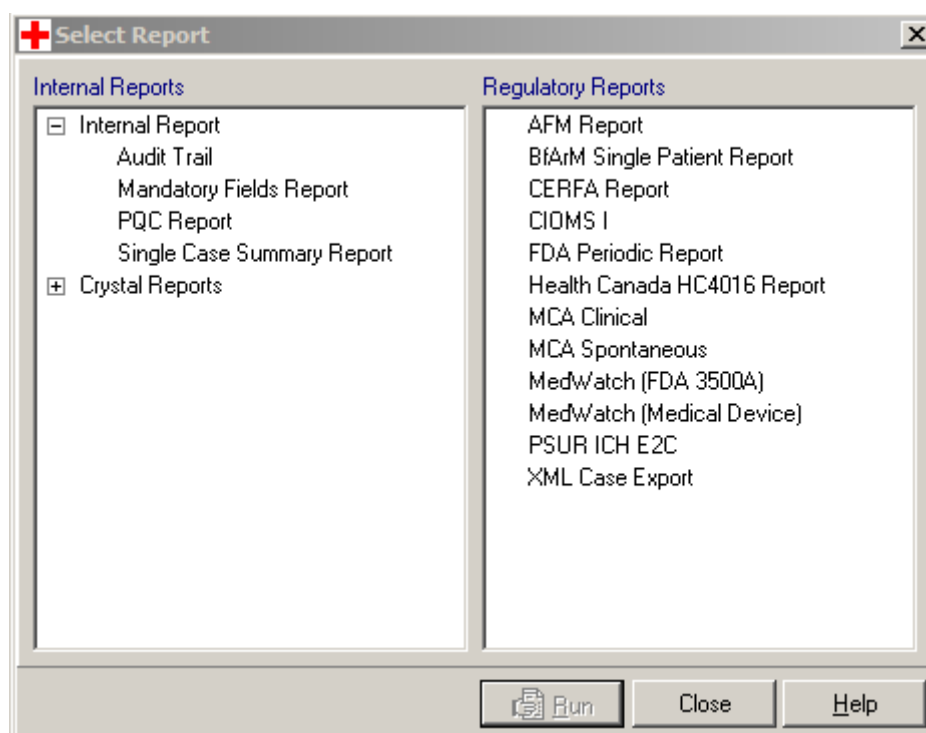 Select Report
Internal Reports
Internal Report
Audit Trail
Mandatory Fields Report
PQC Report
Single Case Summary Report
Crystal Reports
Regulatory Reports
AFM Report
BfArM Single Patient Report
CERFA Report
CIOMS I
FDA Periodic Report
Health Canada HC4016 Report
MCA Clinical
MCA Spontaneous
MedWatch (FDA 3500A)
MedWatch (Medical Device)
PSUR ICH E2C
XML Case Export
Run Close Help